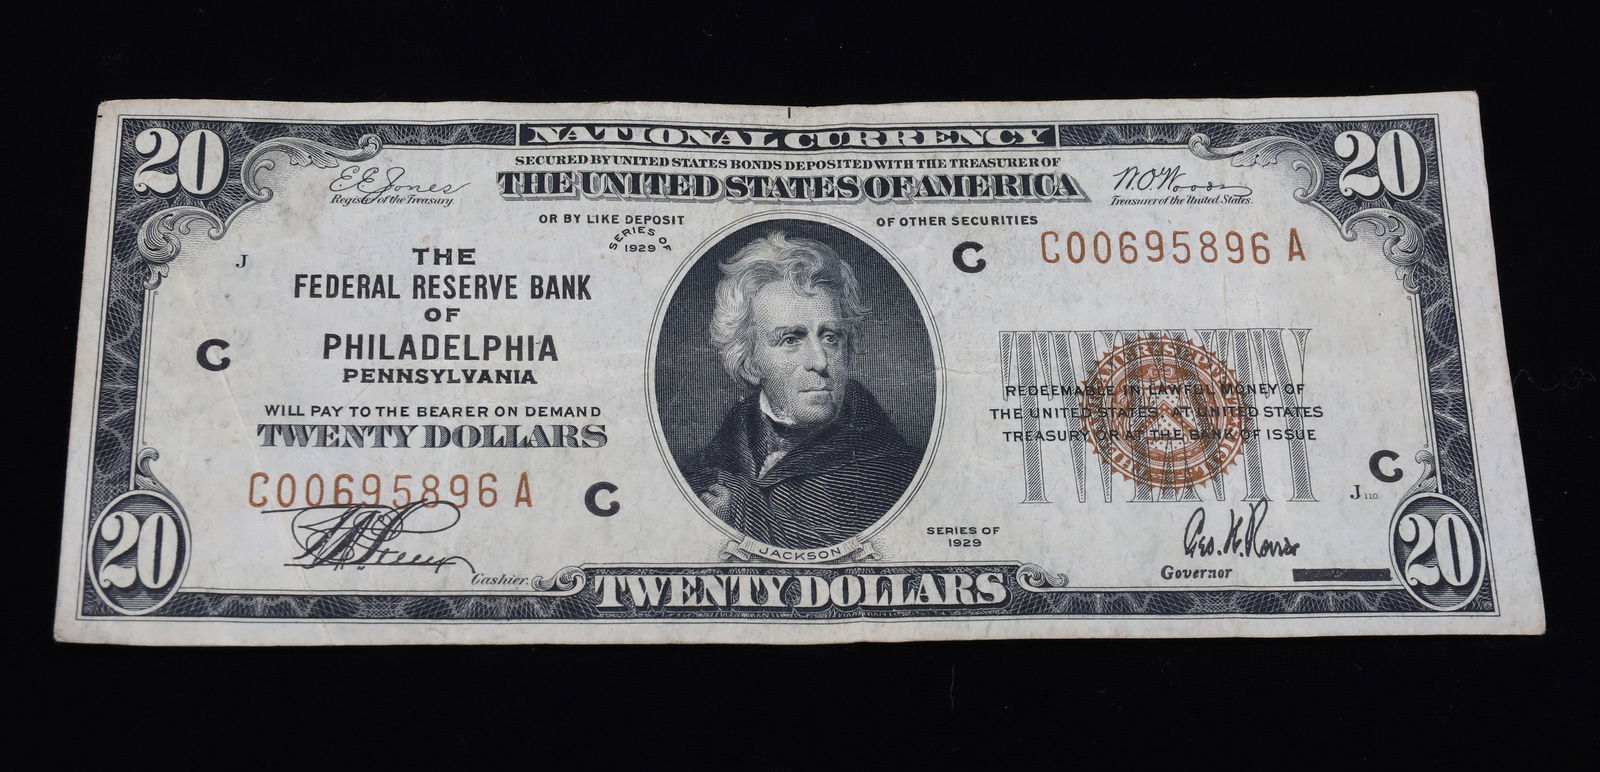 20
NATIONAL CURRENCY
20
SECURED BY UNITED STATES BONDS DEPOSITED WITH THE TREASURER OF
THE UNITED STATES OF AMERICA
E E Jones
Register of the Treasury.
W.O. Woods
Treasurer of the United States.
OR BY LIKE DEPOSIT
OF OTHER SECURITIES
SERIES OF
1929
J
THE
FEDERAL RESERVE BANK
OF
PHILADELPHIA
PENNSYLVANIA
C
C
C00695896A
WILL PAY TO THE BEARER ON DEMAND
TWENTY DOLLARS
C00695896A
C
TWENTY
REDEEMABLE IN LAWFUL MONEY OF
THE UNITED STATES, AT UNITED STATES
TREASURY OR AT THE BANK OF ISSUE
C
J110
JACKSON
SERIES OF
1929
Cashier.
Governor
20
TWENTY DOLLARS
20